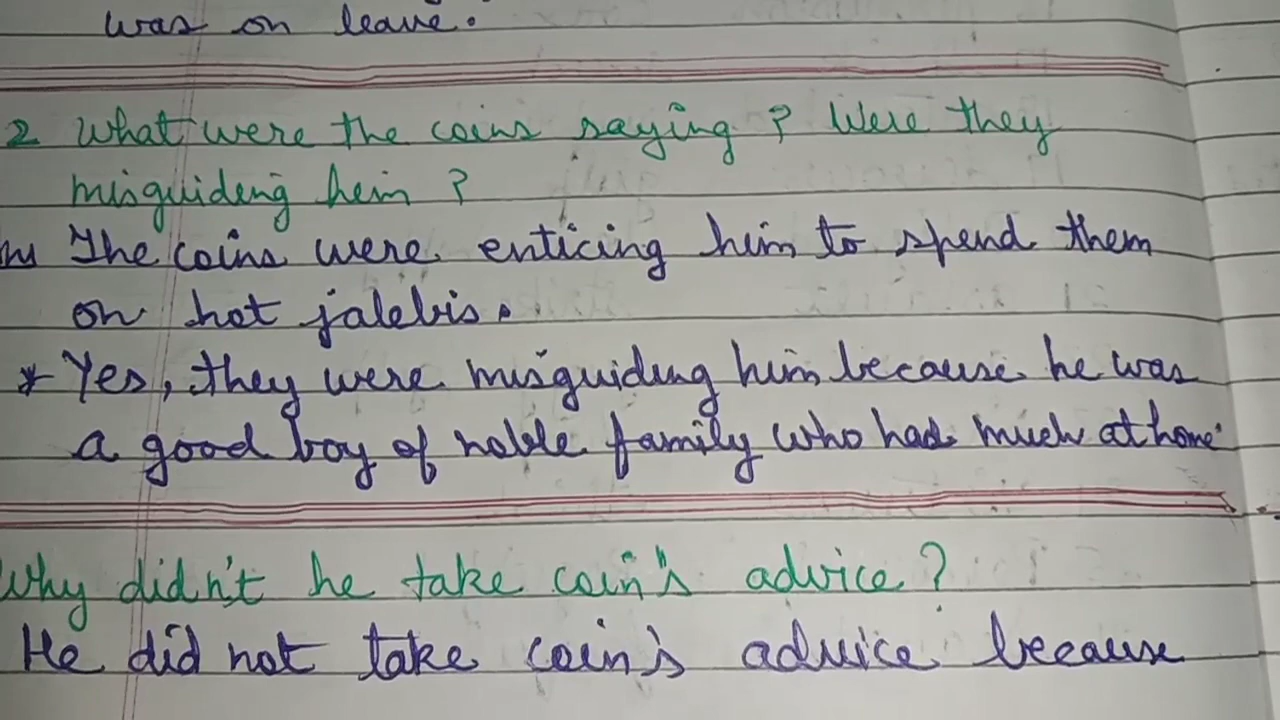 was on leave.
2 What were the coins saying ? Were they
misguiding him ?
The coins were enticing him to spend them
on hot jalebis.
* Yes, they were misguiding him because he was
a good boy of noble family who had much at home
Why didn't he take coin's advice ?
He did not take coin's advice because